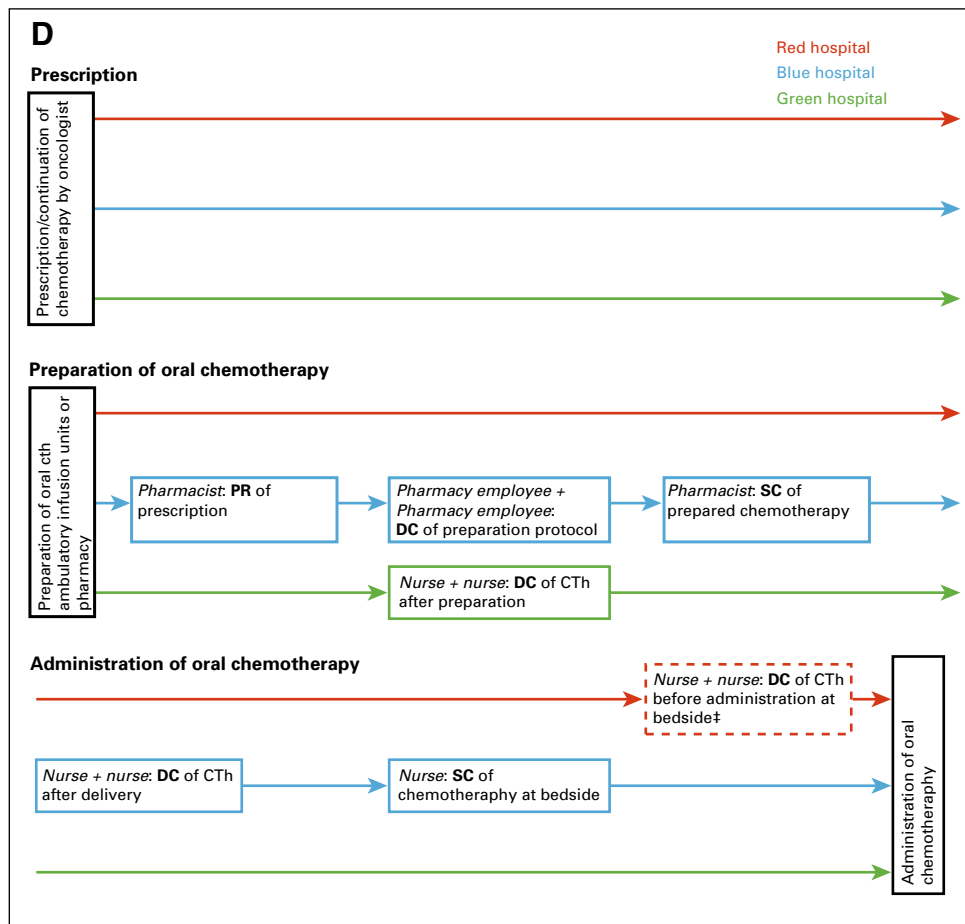 D
Red hospital
Blue hospital
Green hospital
Prescription
Prescription/continuation of
chemotherapy by oncologist
Preparation of oral chemotherapy
Preparation of oral cth
ambulatory infusion units or
pharmacy
Pharmacist: PR of
prescription
Pharmacy employee +
Pharmacy employee:
DC of preparation protocol
Pharmacist: SC of
prepared chemotherapy
Nurse + nurse: DC of CTh
after preparation
Administration of oral chemotherapy
Nurse + nurse: DC of CTh
before administration at
bedside‡
Nurse + nurse: DC of CTh
after delivery
Nurse: SC of
chemotheraphy at bedside
Administration of oral
chemotheraphy